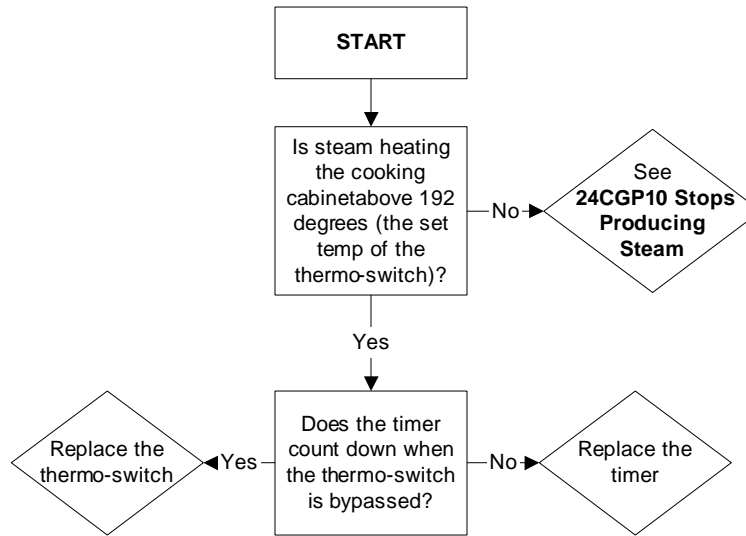 START
Is steam heating
the cooking
cabinetabove 192
degrees (the set
temp of the
thermo-switch)?
No
See
24CGP10 Stops
Producing
Steam
Yes
Does the timer
count down when
the thermo-switch
is bypassed?
Yes
Replace the
thermo-switch
No
Replace the
timer